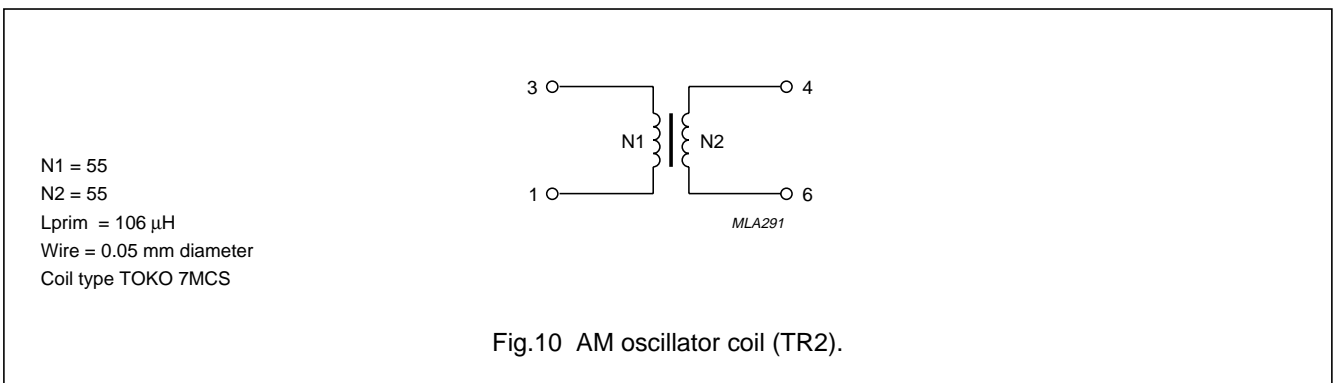 3 4
N1 N2
1 6
MLA291
N1 = 55
N2 = 55
Lprim = 106 μH
Wire = 0.05 mm diameter
Coil type TOKO 7MCS
Fig.10 AM oscillator coil (TR2).